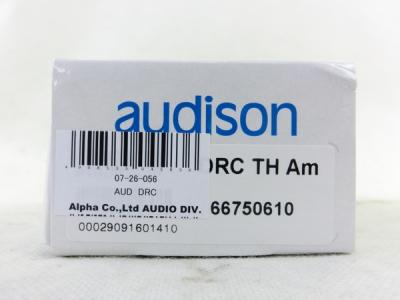 audison
DRC TH Am
07-26-056
AUD DRC
66750610
Alpha Co.,Ltd AUDIO DIV.
00029091601410